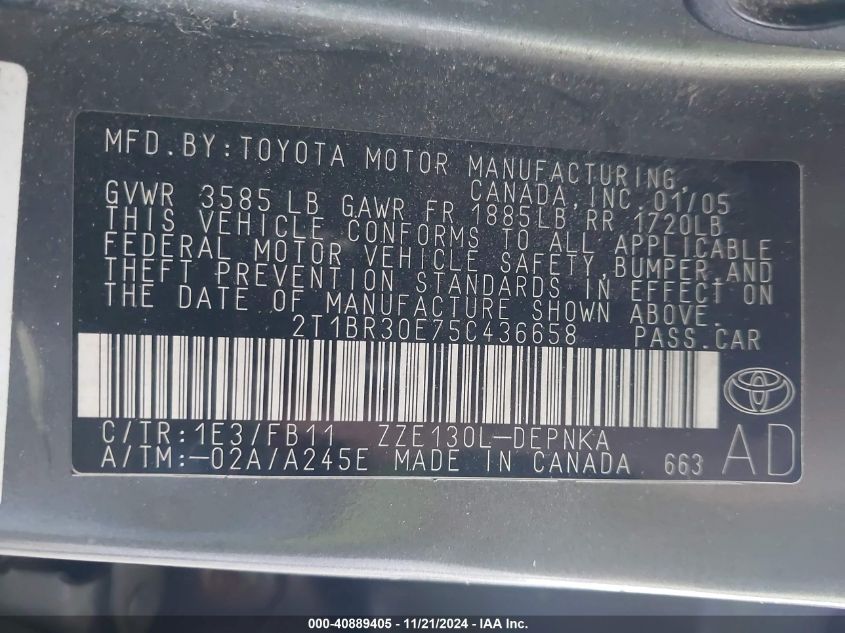 MFD.BY:TOYOTA MOTOR MANUFACTURING,
CANADA,INC. 01/05
GVWR 3585 LB GAWR FR 1885LB RR 1720LB
THIS VEHICLE CONFORMS TO ALL APPLICABLE
FEDERAL MOTOR VEHICLE SAFETY,BUMPER,AND
THEFT PREVENTION STANDARDS IN EFFECT ON
THE DATE OF MANUFACTURE SHOWN ABOVE.
2T1BR30E75C436658 PASS.CAR
C/TR:1E3/FB11 ZZE130L-DEPNKA
A/TM:-02A/A245E MADE IN CANADA 663 AD
000-40889405 - 11/21/2024 - IAA Inc.